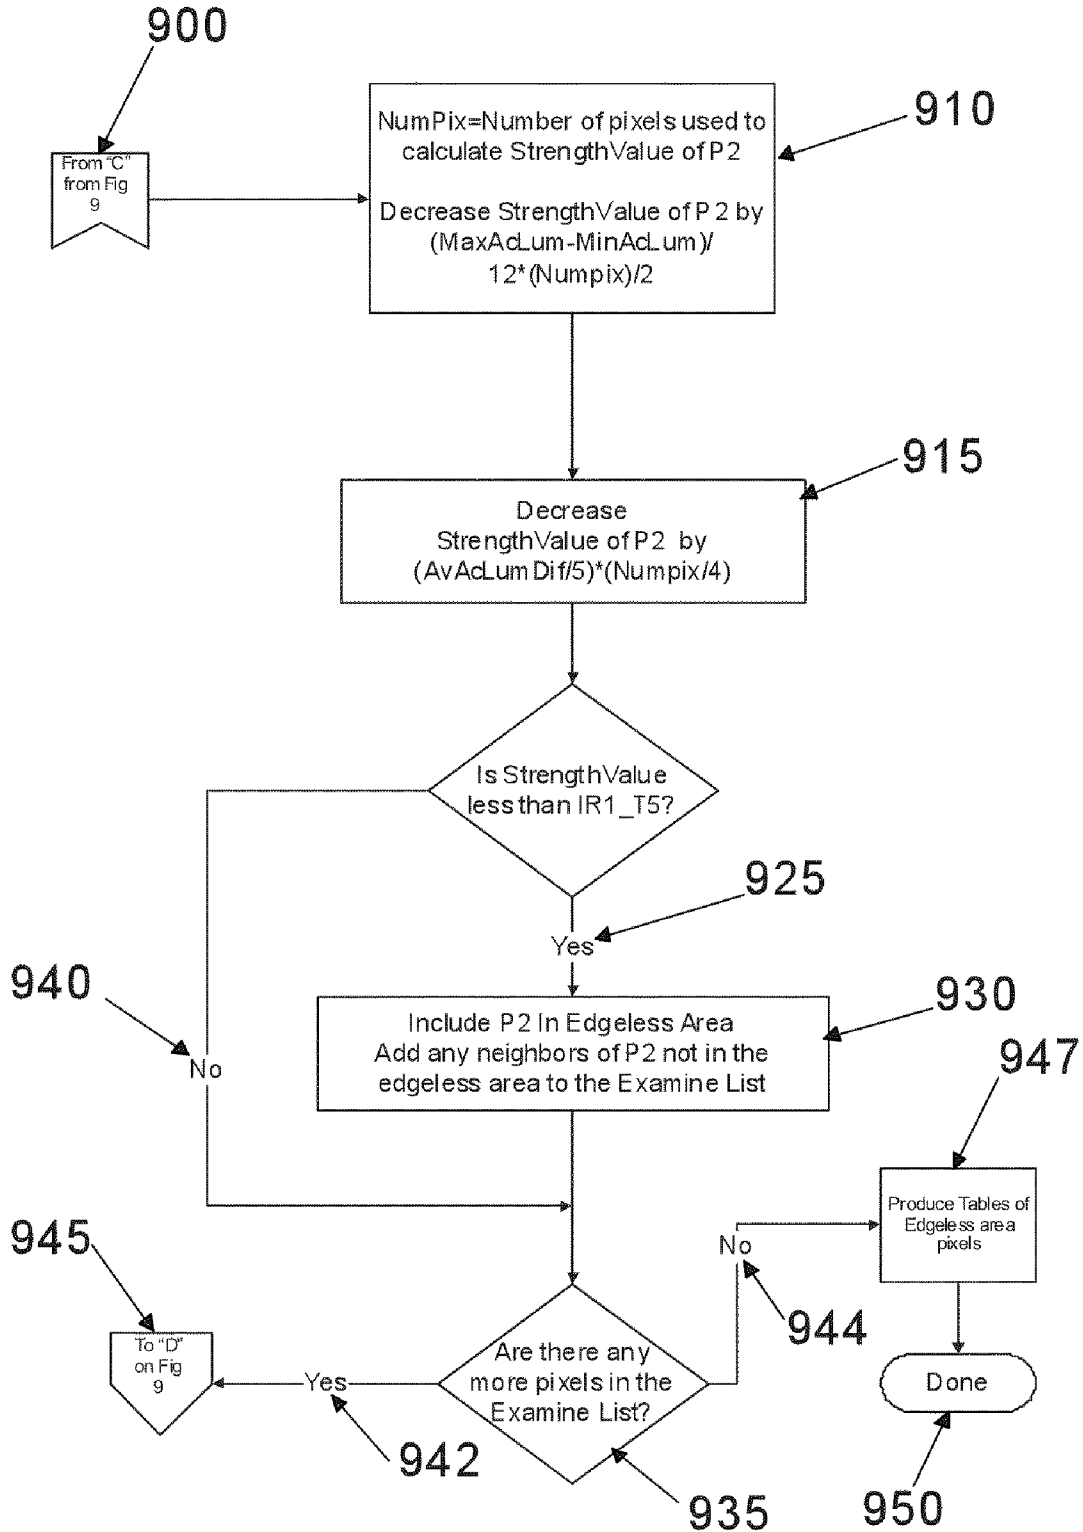 900
From "C"
from Fig
9
910
NumPix=Number of pixels used to
calculate StrengthValue of P2
Decrease StrengthValue of P2 by
(MaxAcLum-MinAcLum)/
12*(Numpix)/2
915
Decrease
StrengthValue of P2 by
(AvAcLumDif/5)*(Numpix/4)
Is StrengthValue
less than IR1_T5?
925
Yes
940
No
930
Include P2 In Edgeless Area
Add any neighbors of P2 not in the
edgeless area to the Examine List
947
Produce Tables of
Edgeless area
pixels
945
To "D"
on Fig
9
No
944
Yes
942
Are there any
more pixels in the
Examine List?
935
Done
950